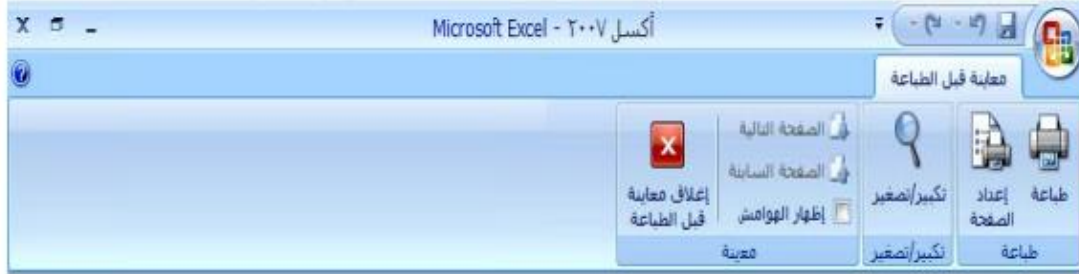 أكسل ٢٠٠٧ - Microsoft Excel
معاينة قبل الطباعة
طباعة
إعداد
الصفحة
طباعة
تكبير/تصغير
تكبير/تصغير
الصفحة التالية
الصفحة السابقة
إظهار الهوامش
إغلاق معاينة
قبل الطباعة
معاينة